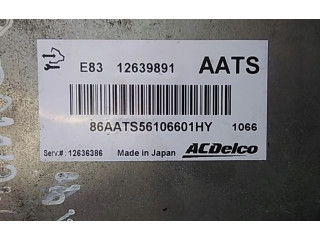 E83 12639891 AATS
86AATS56106601HY 1066
Serv.#: 12636386 Made in Japan ACDelco